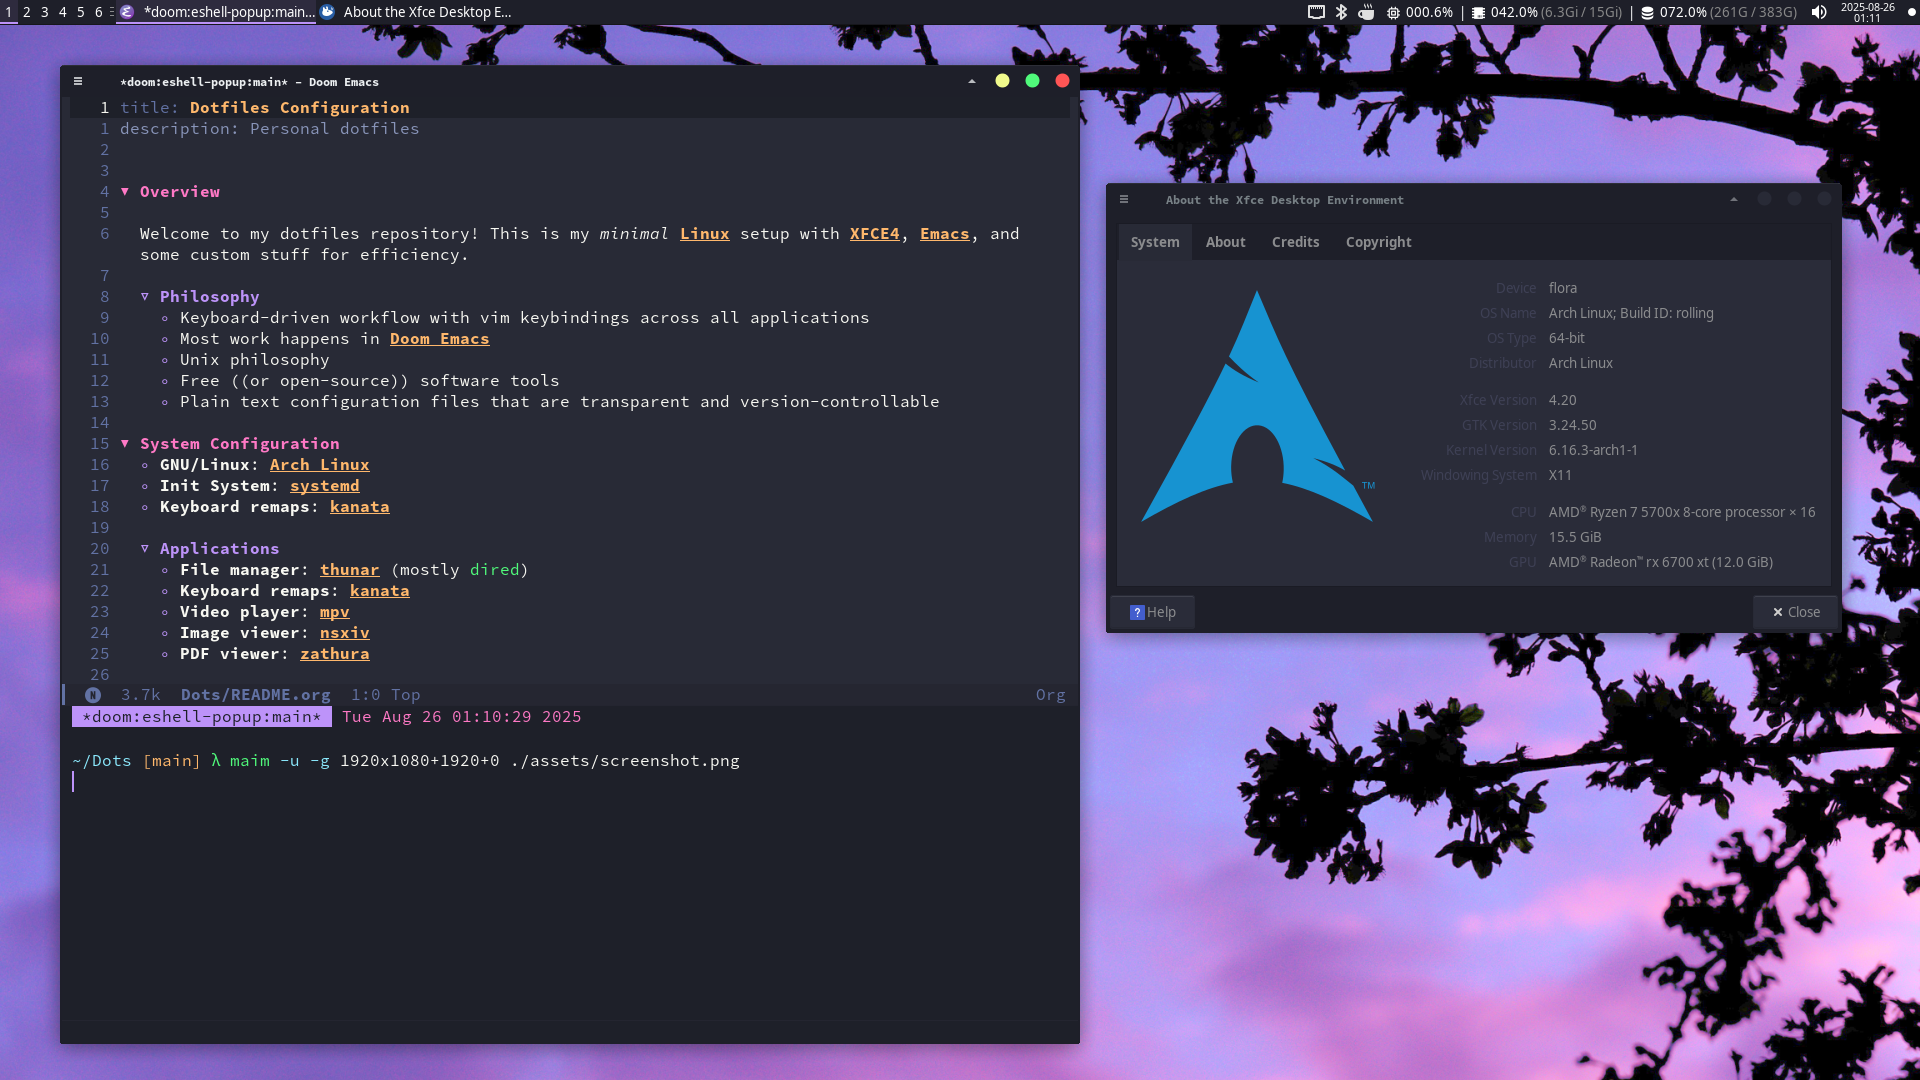 1 2 3 4 5 6 *doom:eshell-popup:main... About the Xfce Desktop E... 000.6% | 042.0% (6.3Gi / 15Gi) | 072.0% (261G / 383G) 2025-08-26
01:11
*doom:eshell-popup:main* – Doom Emacs
1 title: Dotfiles Configuration
1 description: Personal dotfiles
2
3
4 ▼ Overview
5
6 Welcome to my dotfiles repository! This is my minimal Linux setup with XFCE4, Emacs, and
some custom stuff for efficiency.
7
8 ▽ Philosophy
9 ◦ Keyboard-driven workflow with vim keybindings across all applications
10 ◦ Most work happens in Doom Emacs
11 ◦ Unix philosophy
12 ◦ Free ((or open-source)) software tools
13 ◦ Plain text configuration files that are transparent and version-controllable
14
15 ▼ System Configuration
16 ◦ GNU/Linux: Arch Linux
17 ◦ Init System: systemd
18 ◦ Keyboard remaps: kanata
19
20 ▽ Applications
21 ◦ File manager: thunar (mostly dired)
22 ◦ Keyboard remaps: kanata
23 ◦ Video player: mpv
24 ◦ Image viewer: nsxiv
25 ◦ PDF viewer: zathura
26
N 3.7k Dots/README.org 1:0 Top Org
*doom:eshell-popup:main* Tue Aug 26 01:10:29 2025
~/Dots [main] λ maim -u -g 1920x1080+1920+0 ./assets/screenshot.png
About the Xfce Desktop Environment
System About Credits Copyright
Device flora
OS Name Arch Linux; Build ID: rolling
OS Type 64-bit
Distributor Arch Linux
Xfce Version 4.20
GTK Version 3.24.50
Kernel Version 6.16.3-arch1-1
Windowing System X11
CPU AMD® Ryzen 7 5700x 8-core processor × 16
Memory 15.5 GiB
GPU AMD® Radeon™ rx 6700 xt (12.0 GiB)
TM
? Help
Close